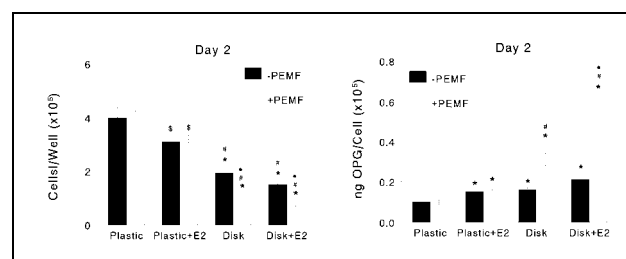 Day 2
Cellsl/Well (x10⁵)
6
4
2
0
-PEMF
+PEMF
$
$
#
*
*
#
*
#
*
*
#
*
Plastic
Plastic+E2
Disk
Disk+E2
Day 2
ng OPG/Cell (x10⁵)
0.8
0.6
0.4
0.2
0.0
-PEMF
+PEMF
*
*
*
#
*
*
*
#
*
Plastic
Plastic+E2
Disk
Disk+E2